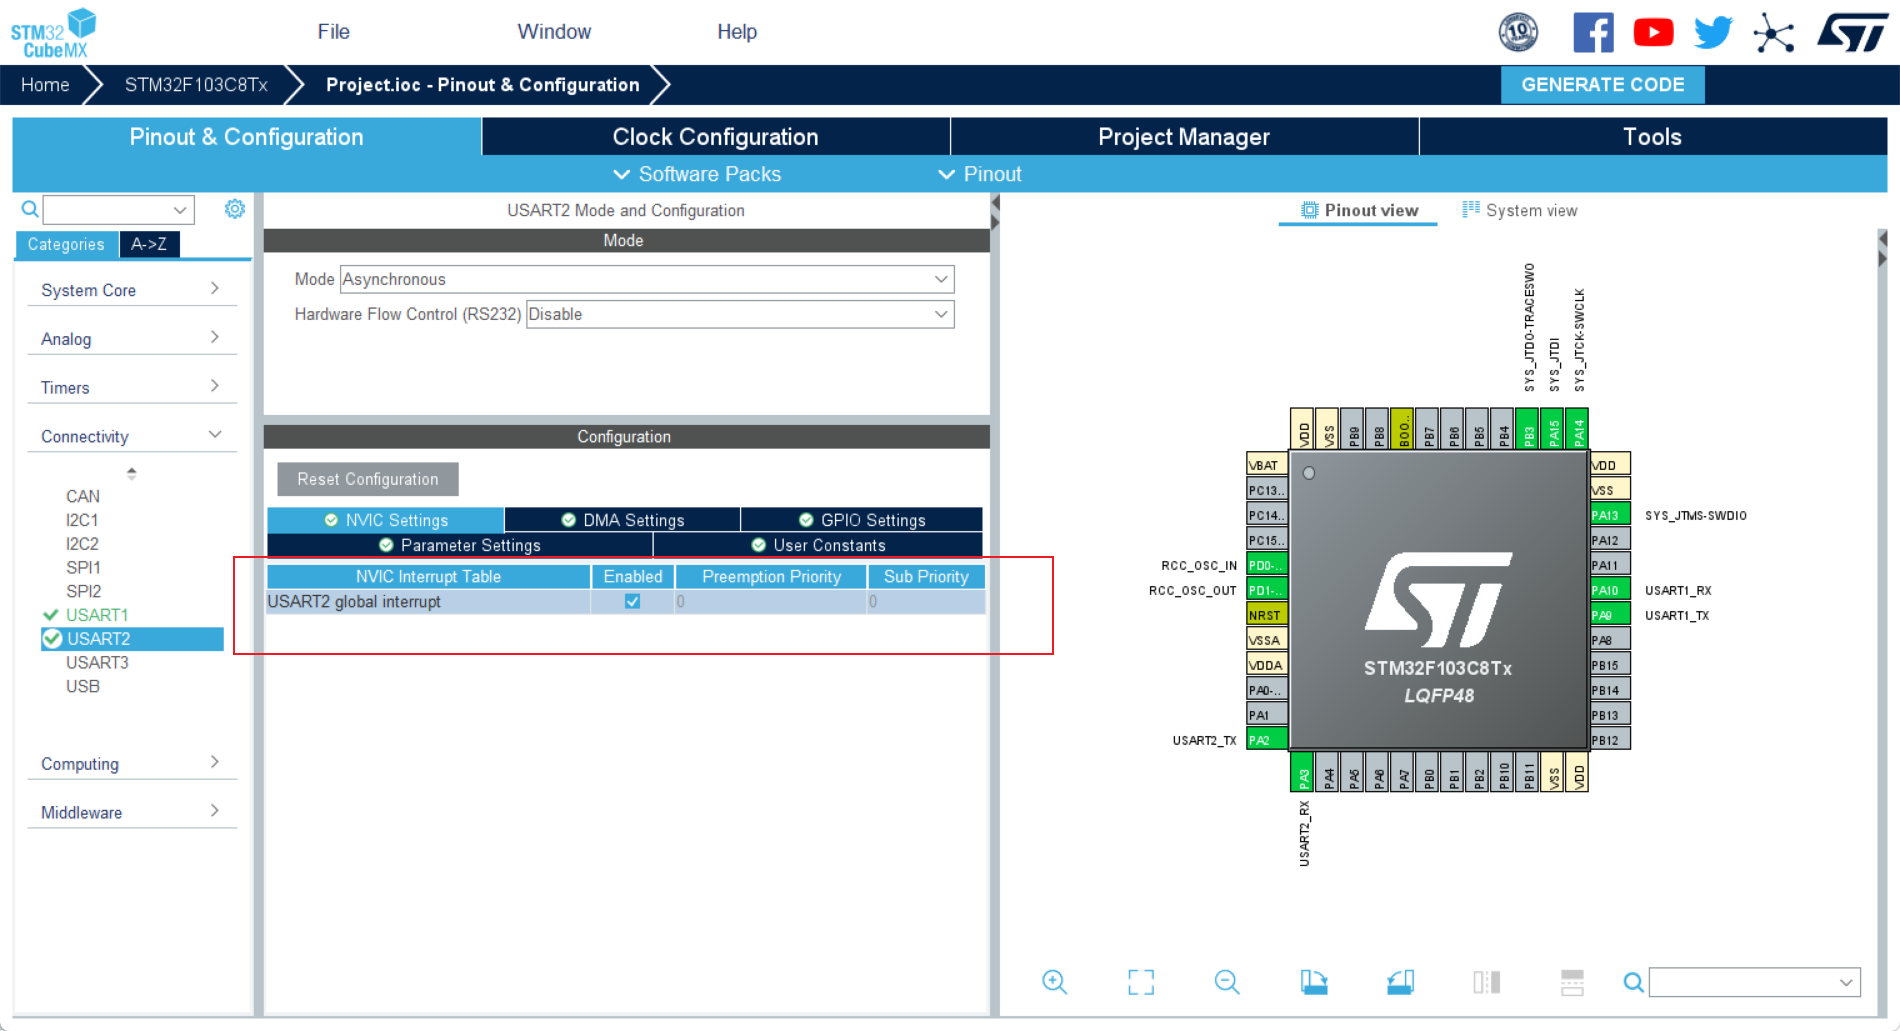 STM32
CubeMX
File
Window
Help
10
Home
STM32F103C8Tx
Project.ioc - Pinout & Configuration
GENERATE CODE
Pinout & Configuration
Clock Configuration
Project Manager
Tools
Software Packs
Pinout
Categories
A->Z
System Core
Analog
Timers
Connectivity
CAN
I2C1
I2C2
SPI1
SPI2
USART1
USART2
USART3
USB
Computing
Middleware
USART2 Mode and Configuration
Mode
Mode Asynchronous
Hardware Flow Control (RS232) Disable
Configuration
Reset Configuration
NVIC Settings
DMA Settings
GPIO Settings
Parameter Settings
User Constants
NVIC Interrupt Table Enabled Preemption Priority Sub Priority
USART2 global interrupt 0 0
Pinout view
System view
SYS_JTDO-TRACESWO
SYS_JTDI
SYS_JTCK-SWCLK
VDD
VSS
PB9
PB8
BOO..
PB7
PB6
PB5
PB4
PB3
PA15
PA14
VBAT
PC13..
PC14..
PC15..
RCC_OSC_IN PD0-..
RCC_OSC_OUT PD1-..
NRST
VSSA
VDDA
PA0-..
PA1
USART2_TX PA2
STM32F103C8Tx
LQFP48
VDD
VSS
PA13 SYS_JTMS-SWDIO
PA12
PA11
PA10 USART1_RX
PA9 USART1_TX
PA8
PB15
PB14
PB13
PB12
PA3
PA4
PA5
PA6
PA7
PB0
PB1
PB2
PB10
PB11
VSS
VDD
USART2_RX